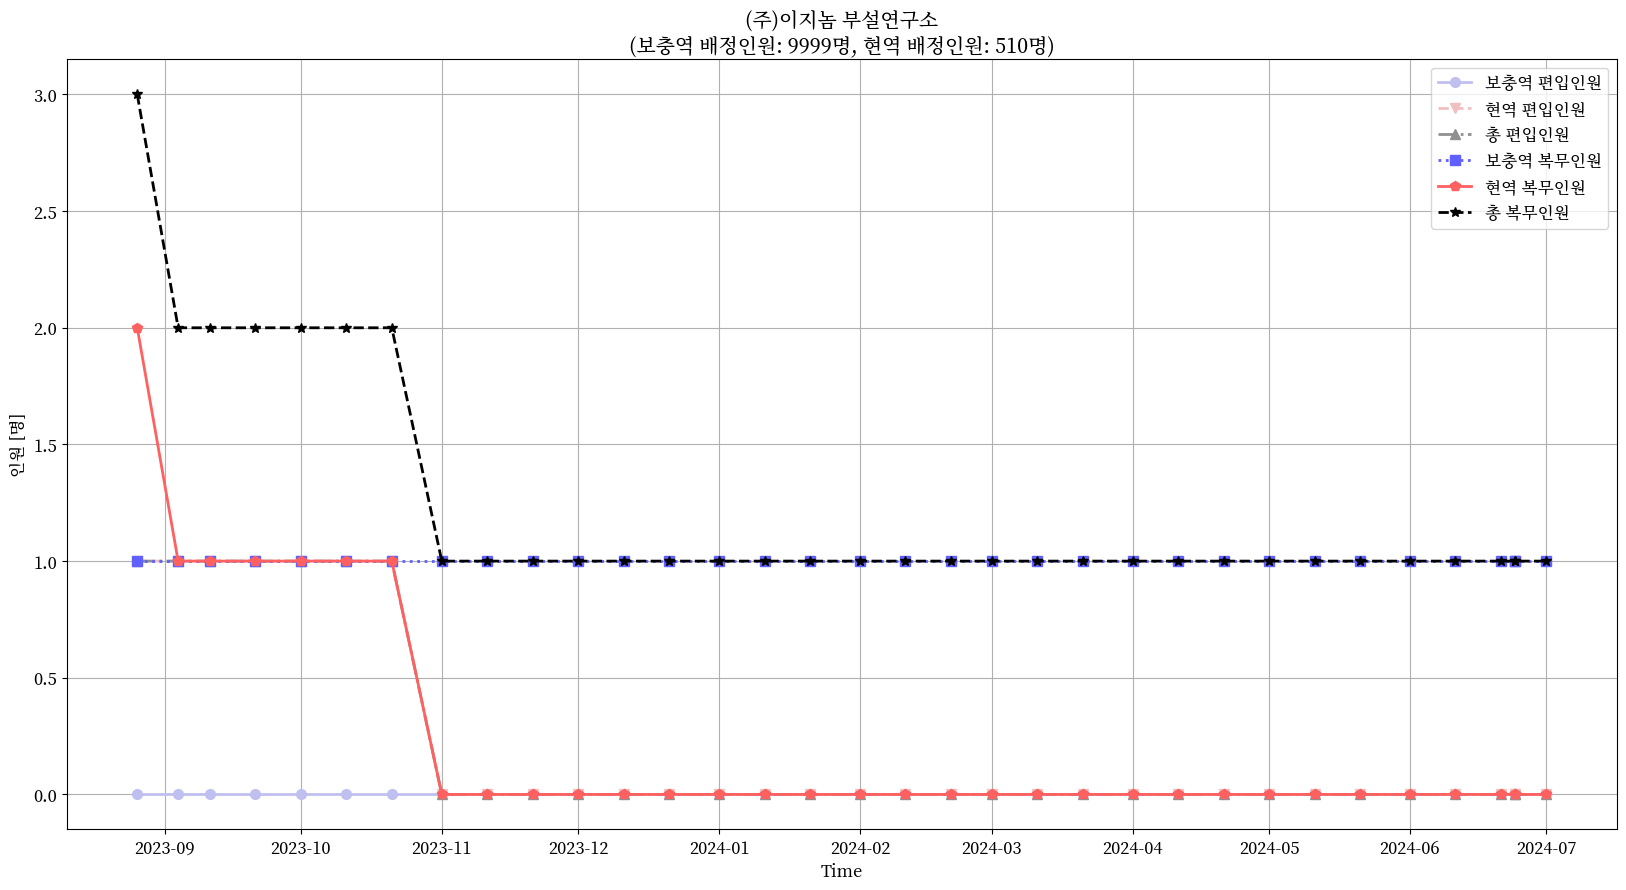 (주)이지놈 부설연구소
(보충역 배정인원: 9999명, 현역 배정인원: 510명)
보충역 편입인원
현역 편입인원
총 편입인원
보충역 복무인원
현역 복무인원
총 복무인원
3.0
2.5
2.0
1.5
1.0
0.5
0.0
인원 [명]
2023-09 2023-10 2023-11 2023-12 2024-01 2024-02 2024-03 2024-04 2024-05 2024-06 2024-07
Time